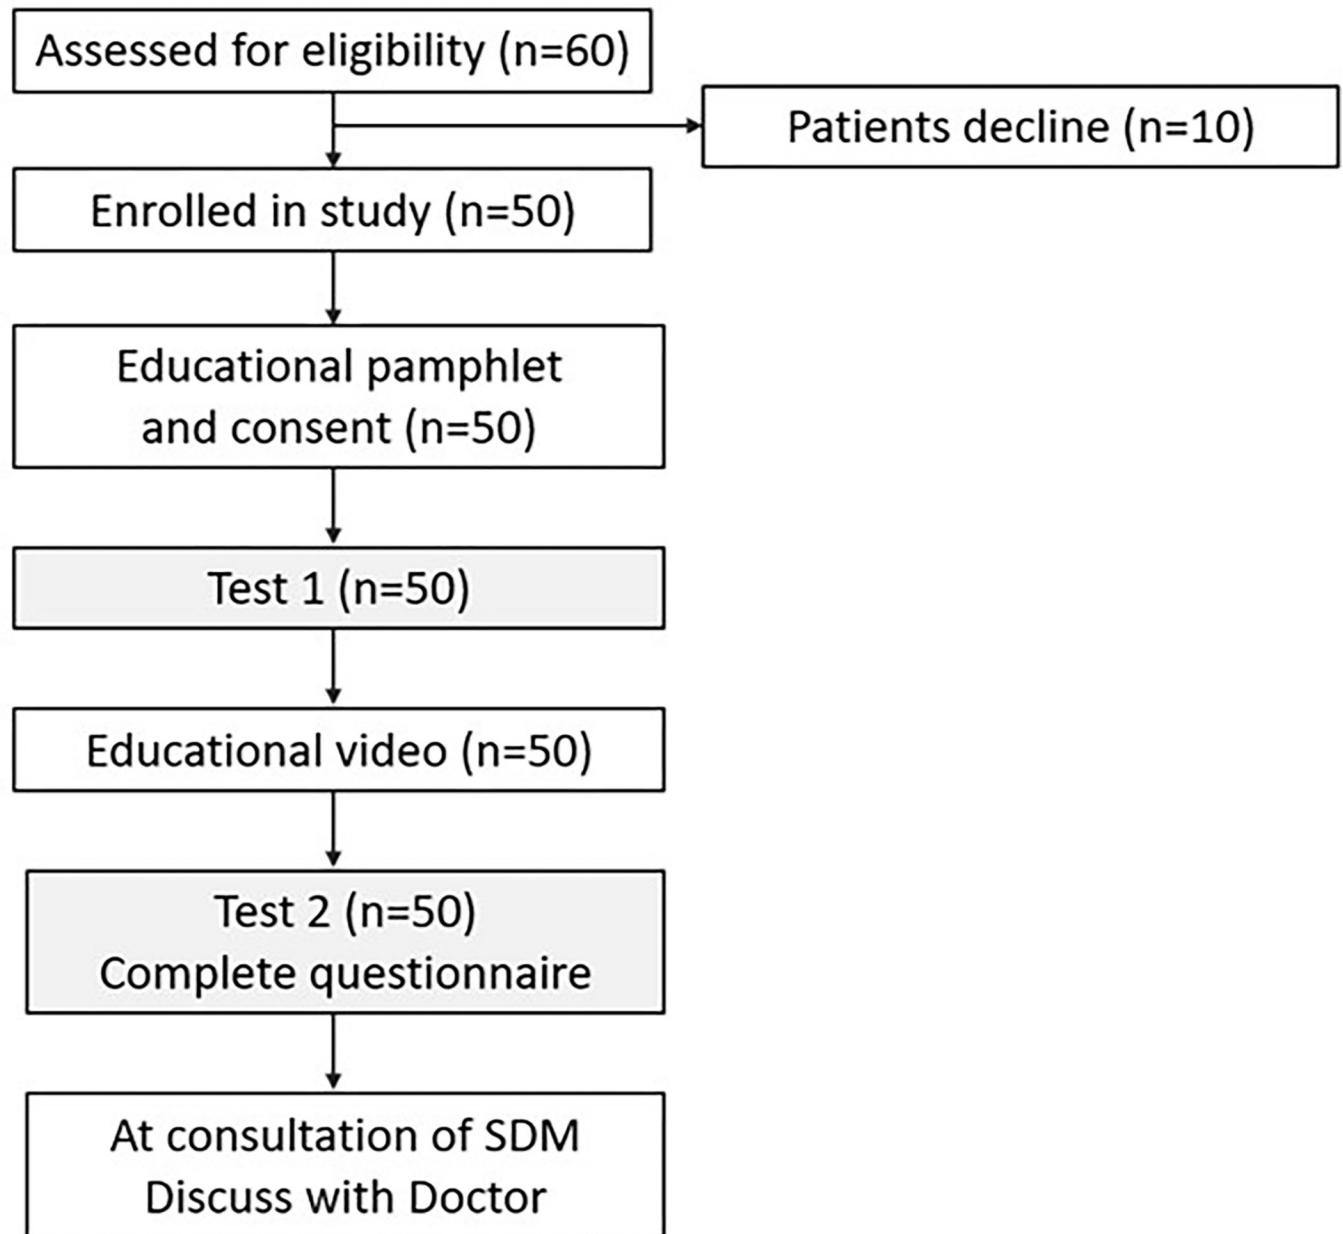 Assessed for eligibility (n=60)
Patients decline (n=10)
Enrolled in study (n=50)
Educational pamphlet
and consent (n=50)
Test 1 (n=50)
Educational video (n=50)
Test 2 (n=50)
Complete questionnaire
At consultation of SDM
Discuss with Doctor